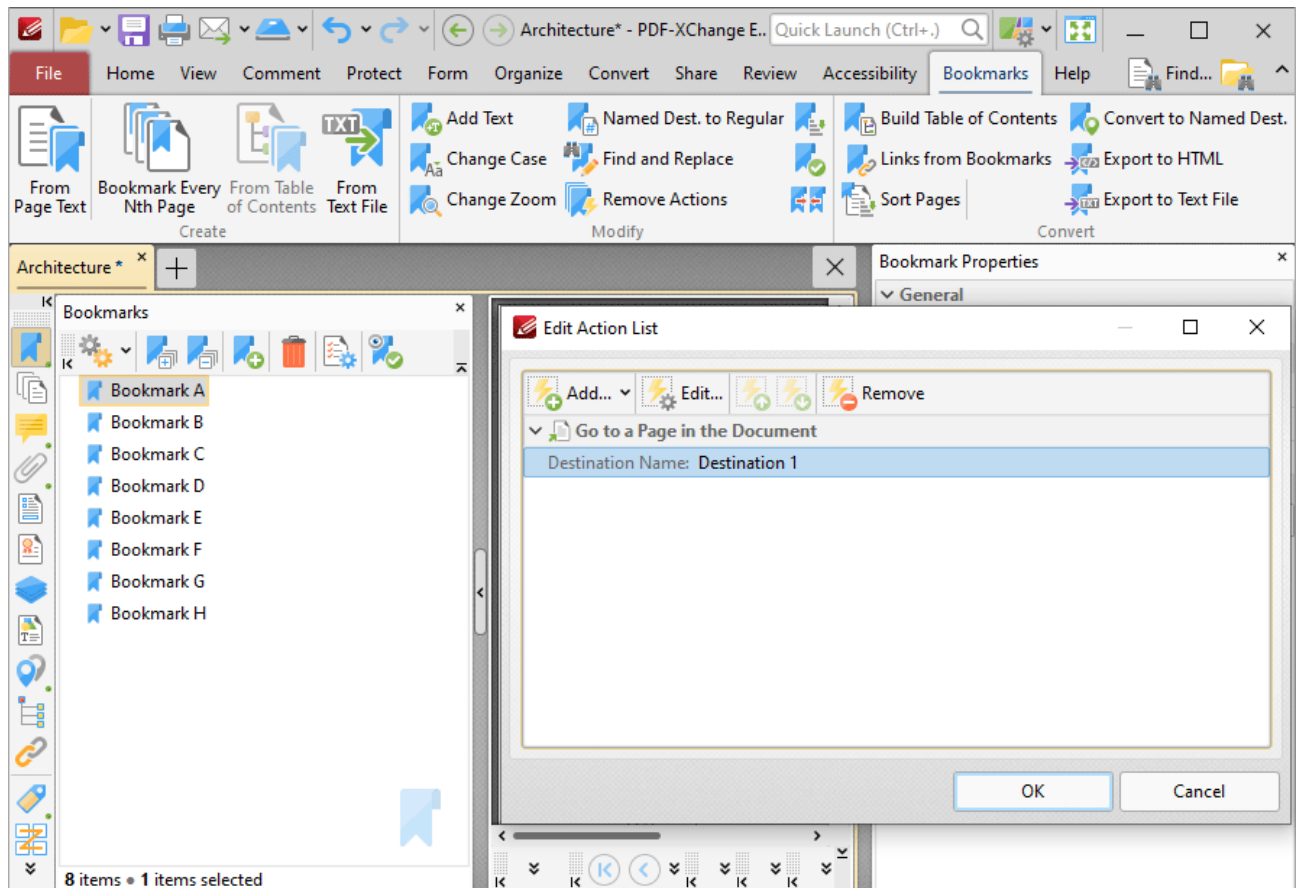 Architecture* - PDF-XChange E.. Quick Launch (Ctrl+.)
File Home View Comment Protect Form Organize Convert Share Review Accessibility Bookmarks Help Find...
From Page Text
Bookmark Every Nth Page
From Table of Contents
From Text File
Create
Add Text
Change Case
Change Zoom
Named Dest. to Regular
Find and Replace
Remove Actions
Modify
Build Table of Contents
Links from Bookmarks
Sort Pages
Convert to Named Dest.
Export to HTML
Export to Text File
Convert
Architecture *
Bookmarks
Bookmark A
Bookmark B
Bookmark C
Bookmark D
Bookmark E
Bookmark F
Bookmark G
Bookmark H
8 items • 1 items selected
Bookmark Properties
General
Edit Action List
Add... Edit... Remove
Go to a Page in the Document
Destination Name: Destination 1
OK Cancel